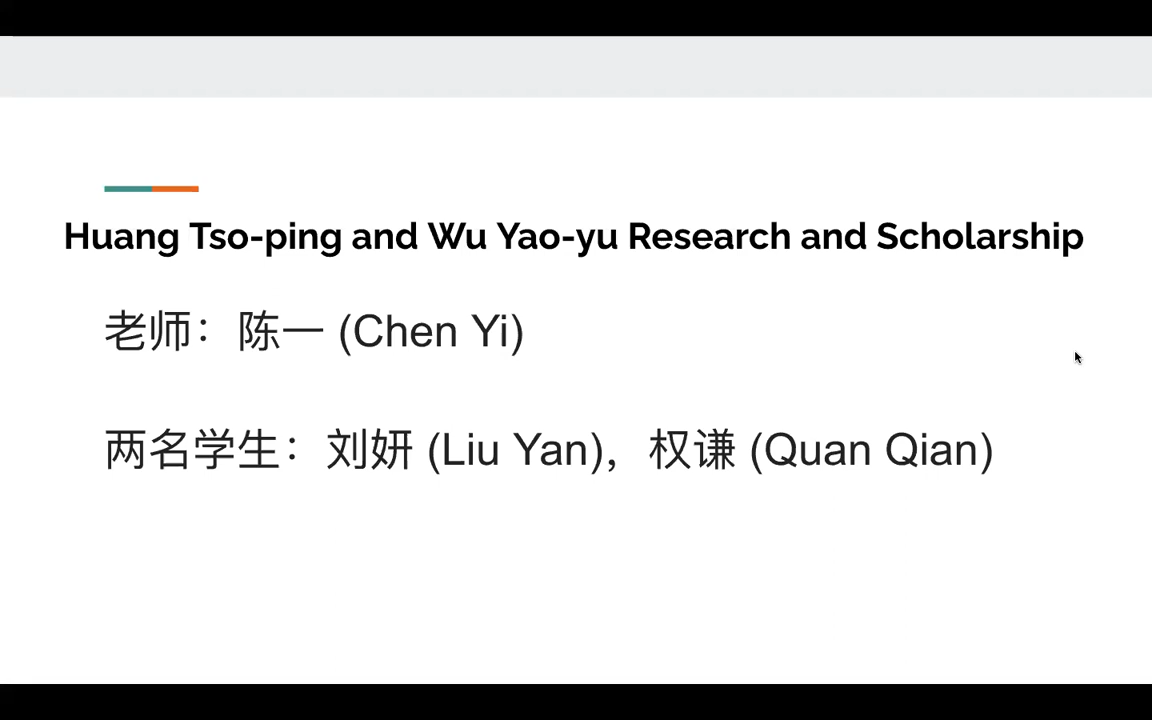 Huang Tso-ping and Wu Yao-yu Research and Scholarship
老师：陈一 (Chen Yi)
两名学生：刘妍 (Liu Yan)，权谦 (Quan Qian)